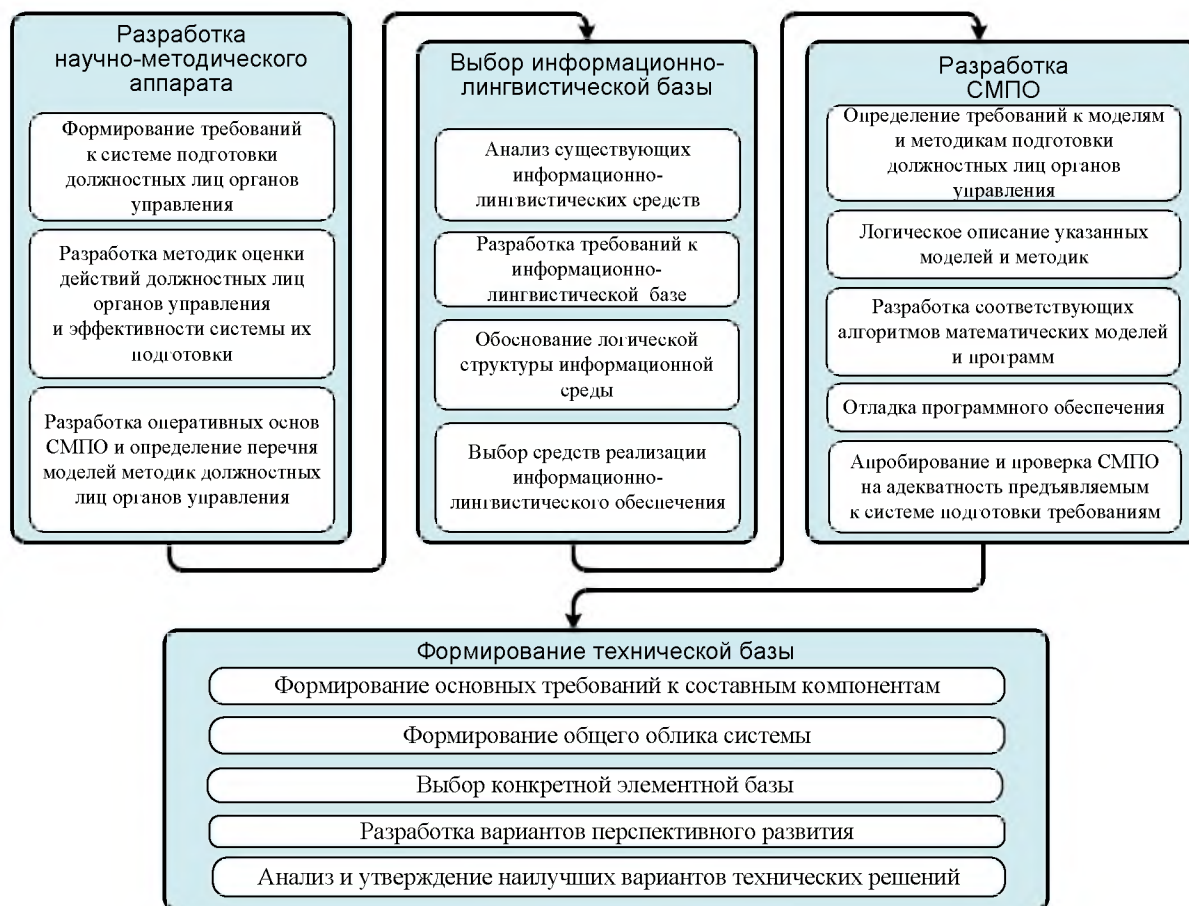 Разработка
научно-методического
аппарата
Формирование требований
к системе подготовки
должностных лиц органов
управления
Разработка методик оценки
действий должностных лиц
органов управления
и эффективности системы их
подготовки
Разработка оперативных основ
СМПО и определение перечня
моделей методик должностных
лиц органов управления
Выбор информационно-
лингвистической базы
Анализ существующих
информационно-
лингвистических средств
Разработка требований к
информационно-
лингвистической базе
Обоснование логической
структуры информационной
среды
Выбор средств реализации
информационно-
лингвистического обеспечения
Разработка
СМПО
Определение требований к моделям
и методикам подготовки
должностных лиц органов
управления
Логическое описание указанных
моделей и методик
Разработка соответствующих
алгоритмов математических моделей
и программ
Отладка программного обеспечения
Апробирование и проверка СМПО
на адекватность предъявляемым
к системе подготовки требованиям
Формирование технической базы
Формирование основных требований к составным компонентам
Формирование общего облика системы
Выбор конкретной элементной базы
Разработка вариантов перспективного развития
Анализ и утверждение наилучших вариантов технических решений